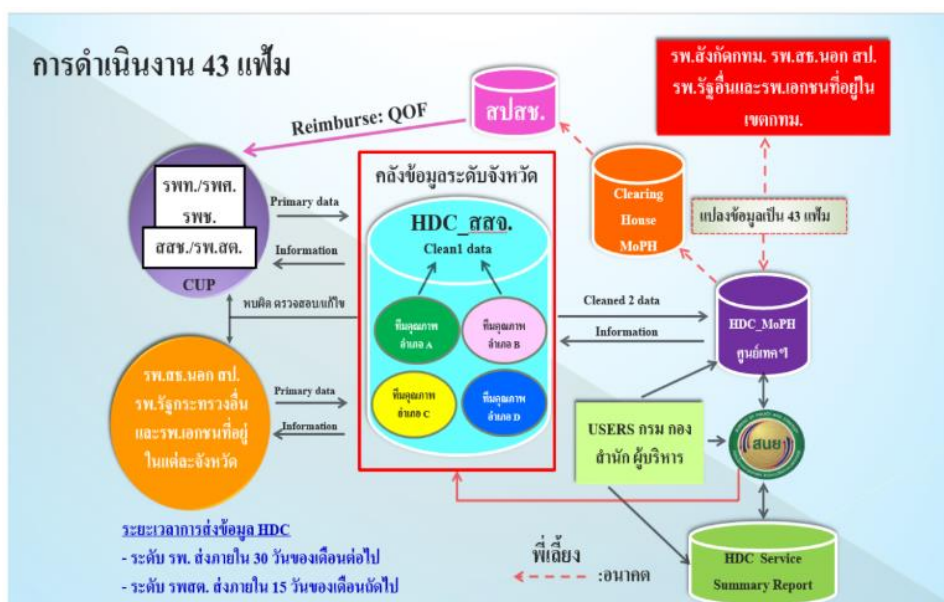 การดำเนินงาน 43 แฟ้ม
รพ.สังกัดกทม. รพ.สธ.นอก สป.
รพ.รัฐอื่นและรพ.เอกชนที่อยู่ใน
เขตกทม.
สปสช.
Reimburse: QOF
คลังข้อมูลระดับจังหวัด
Clearing
House
MoPH
แปลงข้อมูลเป็น 43 แฟ้ม
รพท./รพศ.
รพช.
สสช./รพ.สต.
CUP
Primary data
Information
HDC_สสจ.
Clean1 data
พบผิด ตรวจสอบ/แก้ไข
ทีมคุณภาพ
อำเภอ A
ทีมคุณภาพ
อำเภอ B
ทีมคุณภาพ
อำเภอ C
ทีมคุณภาพ
อำเภอ D
Cleaned 2 data
Information
HDC_MoPH
ศูนย์เทคฯ1
รพ.สธ.นอก สป.
รพ.รัฐกระทรวงอื่น
และรพ.เอกชนที่อยู่
ในแต่ละจังหวัด
Primary data
Information
USERS กรม กอง
สำนัก ผู้บริหาร
สนย
ระยะเวลาการส่งข้อมูล HDC
- ระดับ รพ. ส่งภายใน 30 วันของเดือนต่อไป
- ระดับ รพสต. ส่งภายใน 15 วันของเดือนถัดไป
พี่เลี้ยง
:อนาคต
HDC Service
Summary Report